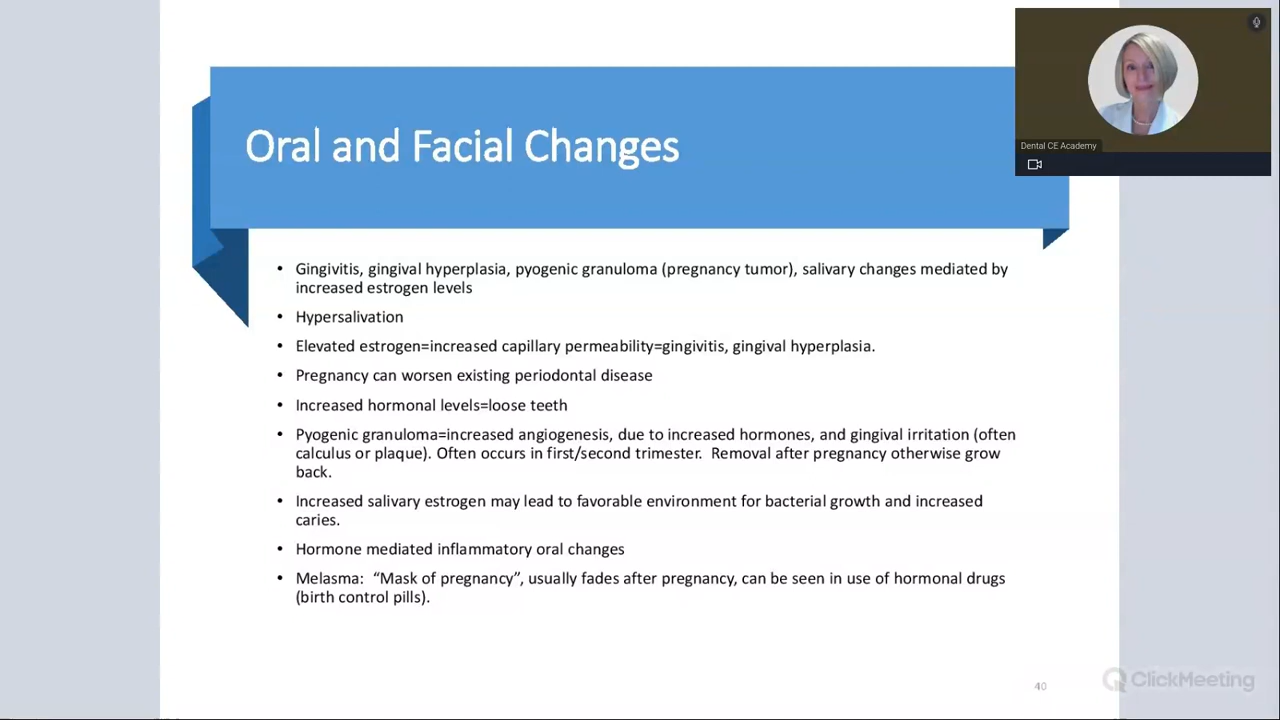 Oral and Facial Changes
Dental CE Academy
• Gingivitis, gingival hyperplasia, pyogenic granuloma (pregnancy tumor), salivary changes mediated by
increased estrogen levels
• Hypersalivation
• Elevated estrogen=increased capillary permeability=gingivitis, gingival hyperplasia.
• Pregnancy can worsen existing periodontal disease
• Increased hormonal levels=loose teeth
• Pyogenic granuloma=increased angiogenesis, due to increased hormones, and gingival irritation (often
calculus or plaque). Often occurs in first/second trimester.  Removal after pregnancy otherwise grow
back.
• Increased salivary estrogen may lead to favorable environment for bacterial growth and increased
caries.
• Hormone mediated inflammatory oral changes
• Melasma:  “Mask of pregnancy”, usually fades after pregnancy, can be seen in use of hormonal drugs
(birth control pills).
40
ClickMeeting